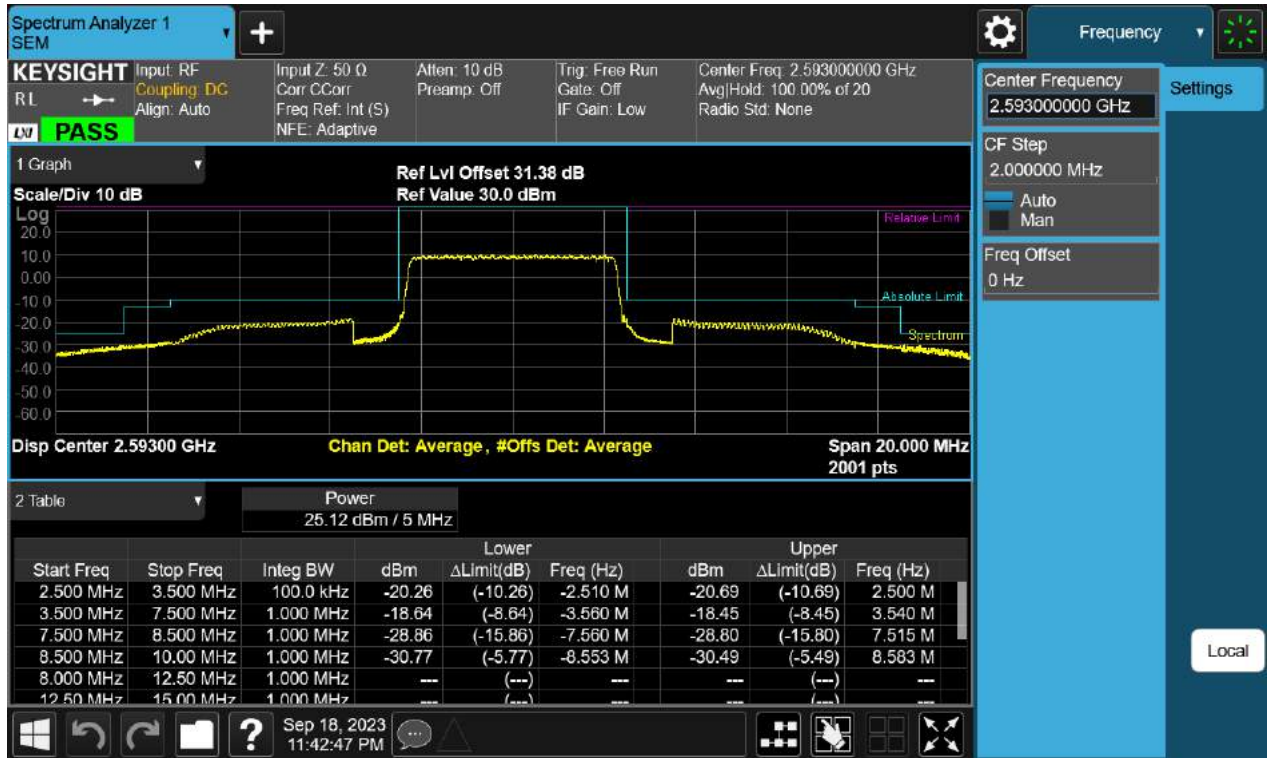 Spectrum Analyzer 1
SEM
Frequency
KEYSIGHT
RL
LXI
PASS
Input: RF
Coupling: DC
Align: Auto
Input Z: 50 Ω
Corr CCorr
Freq Ref: Int (S)
NFE: Adaptive
Atten: 10 dB
Preamp: Off
Trig: Free Run
Gate: Off
IF Gain: Low
Center Freq: 2.593000000 GHz
Avg|Hold: 100.00% of 20
Radio Std: None
Center Frequency
2.593000000 GHz
Settings
CF Step
2.000000 MHz
Auto
Man
Freq Offset
0 Hz
1 Graph
Ref Lvl Offset 31.38 dB
Scale/Div 10 dB
Ref Value 30.0 dBm
Log
Relative Limit
20.0
10.0
0.00
-10.0
Absolute Limit
-20.0
Spectrum
-30.0
-40.0
-50.0
-60.0
Disp Center 2.59300 GHz
Chan Det: Average, #Offs Det: Average
Span 20.000 MHz
2001 pts
2 Table
Power
25.12 dBm / 5 MHz
Lower Upper
Start Freq Stop Freq Integ BW dBm ΔLimit(dB) Freq (Hz) dBm ΔLimit(dB) Freq (Hz)
2.500 MHz 3.500 MHz 100.0 kHz -20.26 (-10.26) -2.510 M -20.69 (-10.69) 2.500 M
3.500 MHz 7.500 MHz 1.000 MHz -18.64 (-8.64) -3.560 M -18.45 (-8.45) 3.540 M
7.500 MHz 8.500 MHz 1.000 MHz -28.86 (-15.86) -7.560 M -28.80 (-15.80) 7.515 M
8.500 MHz 10.00 MHz 1.000 MHz -30.77 (-5.77) -8.553 M -30.49 (-5.49) 8.583 M
8.000 MHz 12.50 MHz 1.000 MHz --- (---) --- --- (---) ---
12.50 MHz 15.00 MHz 1.000 MHz --- (---) --- --- (---) ---
Local
?
Sep 18, 2023
11:42:47 PM